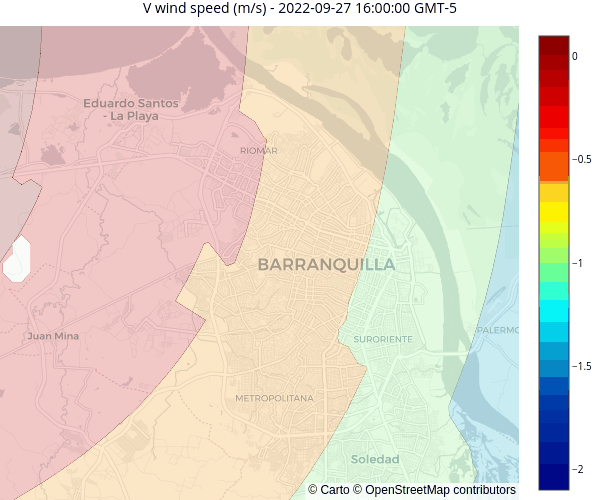 V wind speed (m/s) - 2022-09-27 16:00:00 GMT-5
0
Eduardo Santos
- La Playa
RIOMAR
−0.5
BARRANQUILLA
−1
Juan Mina
SURORIENTE
PALERMO
−1.5
METROPOLITANA
Soledad
−2
© Carto © OpenStreetMap contributors